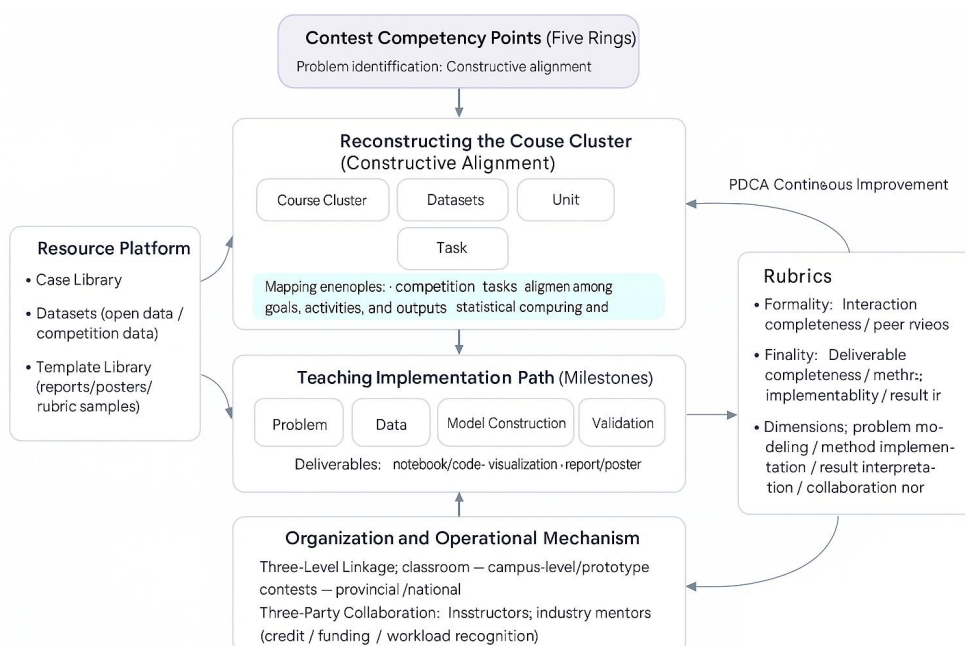 Contest Competency Points (Five Rings)
Problem identiffication: Constructive alignment
Reconstructing the Couse Cluster
(Constructive Alignment)
Course Cluster
Datasets
Unit
Task
Mapping enenoples: · competition tasks aligmen among
goals, activities, and outputs statistical compuring and
PDCA Continous Improvement
Resource Platform
• Case Library
• Datasets (open data /
competition data)
• Template Library
(reports/posters/
rubric samples)
Teaching Implementation Path (Milestones)
Problem
Data
Model Construction
Validation
Deliverables: notebook/code- visualization · report/poster
Rubrics
• Formality: Interaction
completeness / peer rvieos
• Finality: Deliverable
completeness / methr:;
implementablity / result ir
• Dimensions; problem mo-
deling / method implemen-
tation / result interpreta-
tion / collaboration nor
Organization and Operational Mechanism
Three-Level Linkage; classroom — campus-level/prototype
contests — provincial /national
Three-Party Collaboration: Insstructors; industry mentors
(credit / funding / workload recognition)